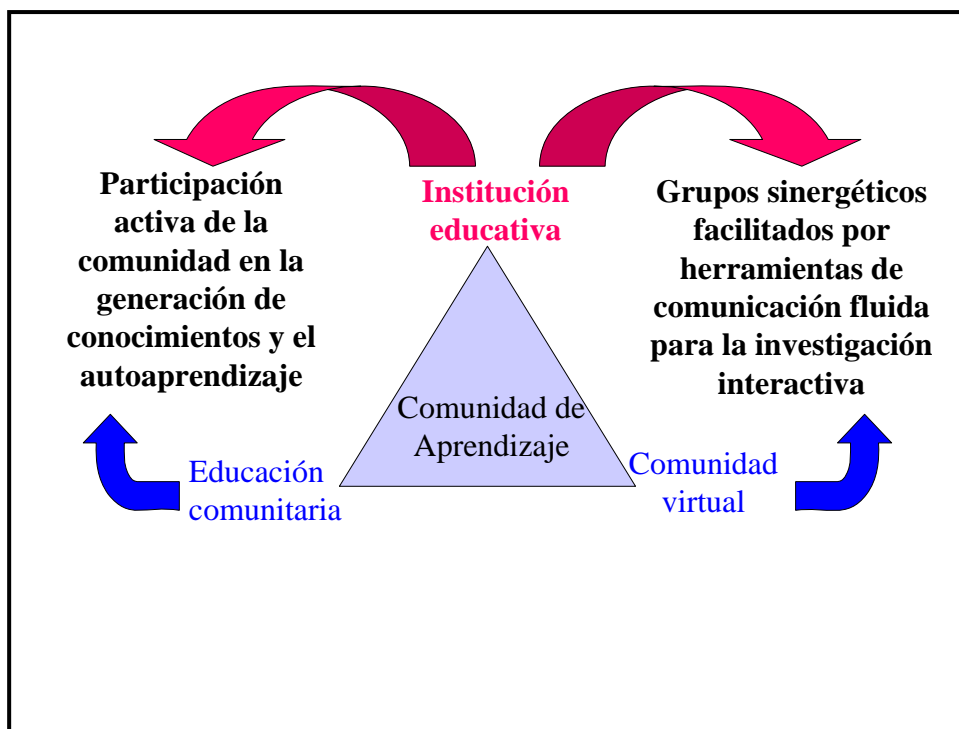 Participación
activa de la
comunidad en la
generación de
conocimientos y el
autoaprendizaje
Institución
educativa
Grupos sinergéticos
facilitados por
herramientas de
comunicación fluida
para la investigación
interactiva
Comunidad de
Aprendizaje
Educación
comunitaria
Comunidad
virtual